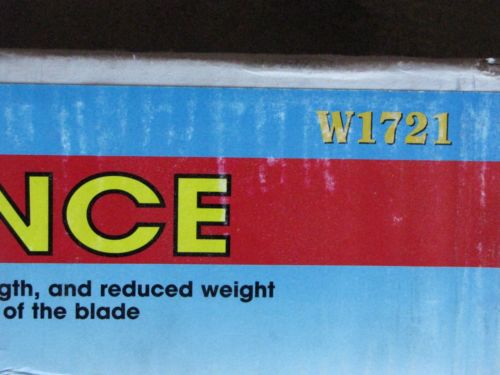 W1721
NCE
gth, and reduced weight
of the blade